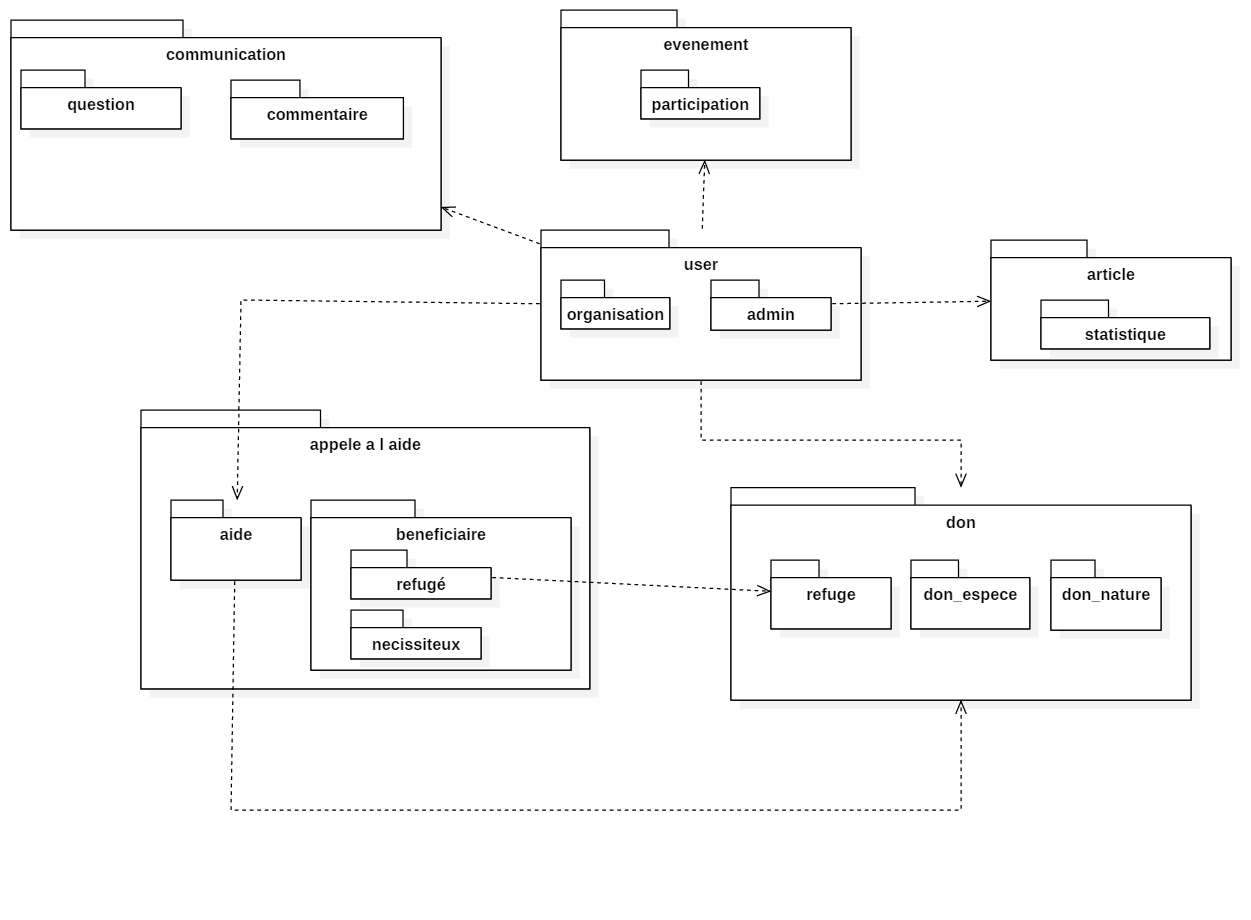 communication
question
commentaire
evenement
participation
user
organisation
admin
article
statistique
appele a l aide
aide
beneficiaire
refugé
necissiteux
don
refuge
don_espece
don_nature